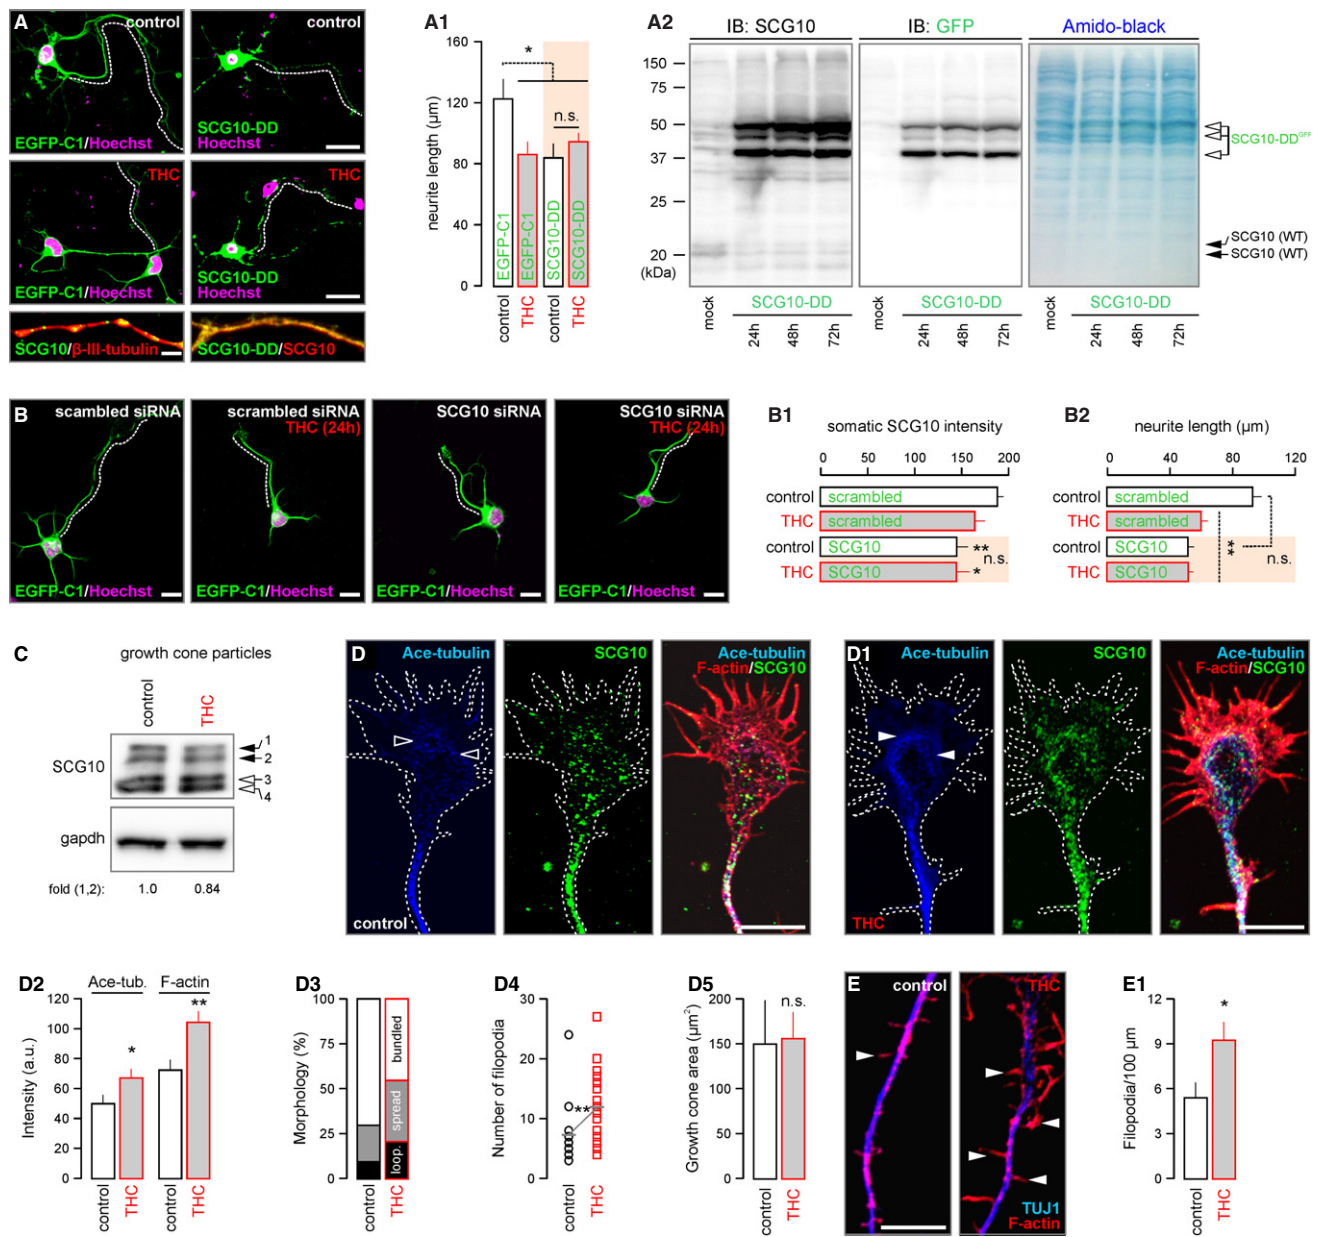 A
control
EGFP-C1/Hoechst
control
SCG10-DD
Hoechst
THC
EGFP-C1/Hoechst
THC
SCG10-DD
Hoechst
SCG10/β-III-tubulin
SCG10-DD/SCG10
A1
neurite length (µm)
160
120
80
40
0
*
n.s.
EGFP-C1
EGFP-C1
SCG10-DD
SCG10-DD
control
THC
control
THC
A2
IB: SCG10
IB: GFP
Amido-black
150
75
50
37
25
20
(kDa)
SCG10-DD^GFP
SCG10 (WT)
SCG10 (WT)
mock
SCG10-DD
24h
48h
72h
mock
SCG10-DD
24h
48h
72h
mock
SCG10-DD
24h
48h
72h
B
scambled siRNA
EGFP-C1/Hoechst
scrambled siRNA
THC (24h)
EGFP-C1/Hoechst
SCG10 siRNA
EGFP-C1/Hoechst
SCG10 siRNA
THC (24h)
EGFP-C1/Hoechst
B1
somatic SCG10 intensity
0 50 100 150 200
control scrambled
THC scrambled
control SCG10 **
n.s.
THC SCG10 *
B2
neurite length (µm)
0 40 80 120
control scrambled
THC scrambled
control SCG10 **
n.s.
THC SCG10
C
growth cone particles
control
THC
SCG10
1
2
3
4
gapdh
fold (1,2): 1.0 0.84
D
Ace-tubulin
control
SCG10
Ace-tubulin
F-actin/SCG10
D1
Ace-tubulin
THC
SCG10
Ace-tubulin
F-actin/SCG10
D2
Ace-tub. F-actin
Intensity (a.u.)
120
100
80
60
40
20
0
*
**
control
THC
control
THC
D3
Morphology (%)
100
75
50
25
0
bundled
spread
loop.
control
THC
D4
Number of filopodia
30
20
10
0
**
control
THC
D5
Growth cone area (µm²)
200
150
100
50
0
n.s.
control
THC
E
control
THC
TUJ1
F-actin
E1
Filopodia/100 µm
12
9
6
3
0
*
control
THC